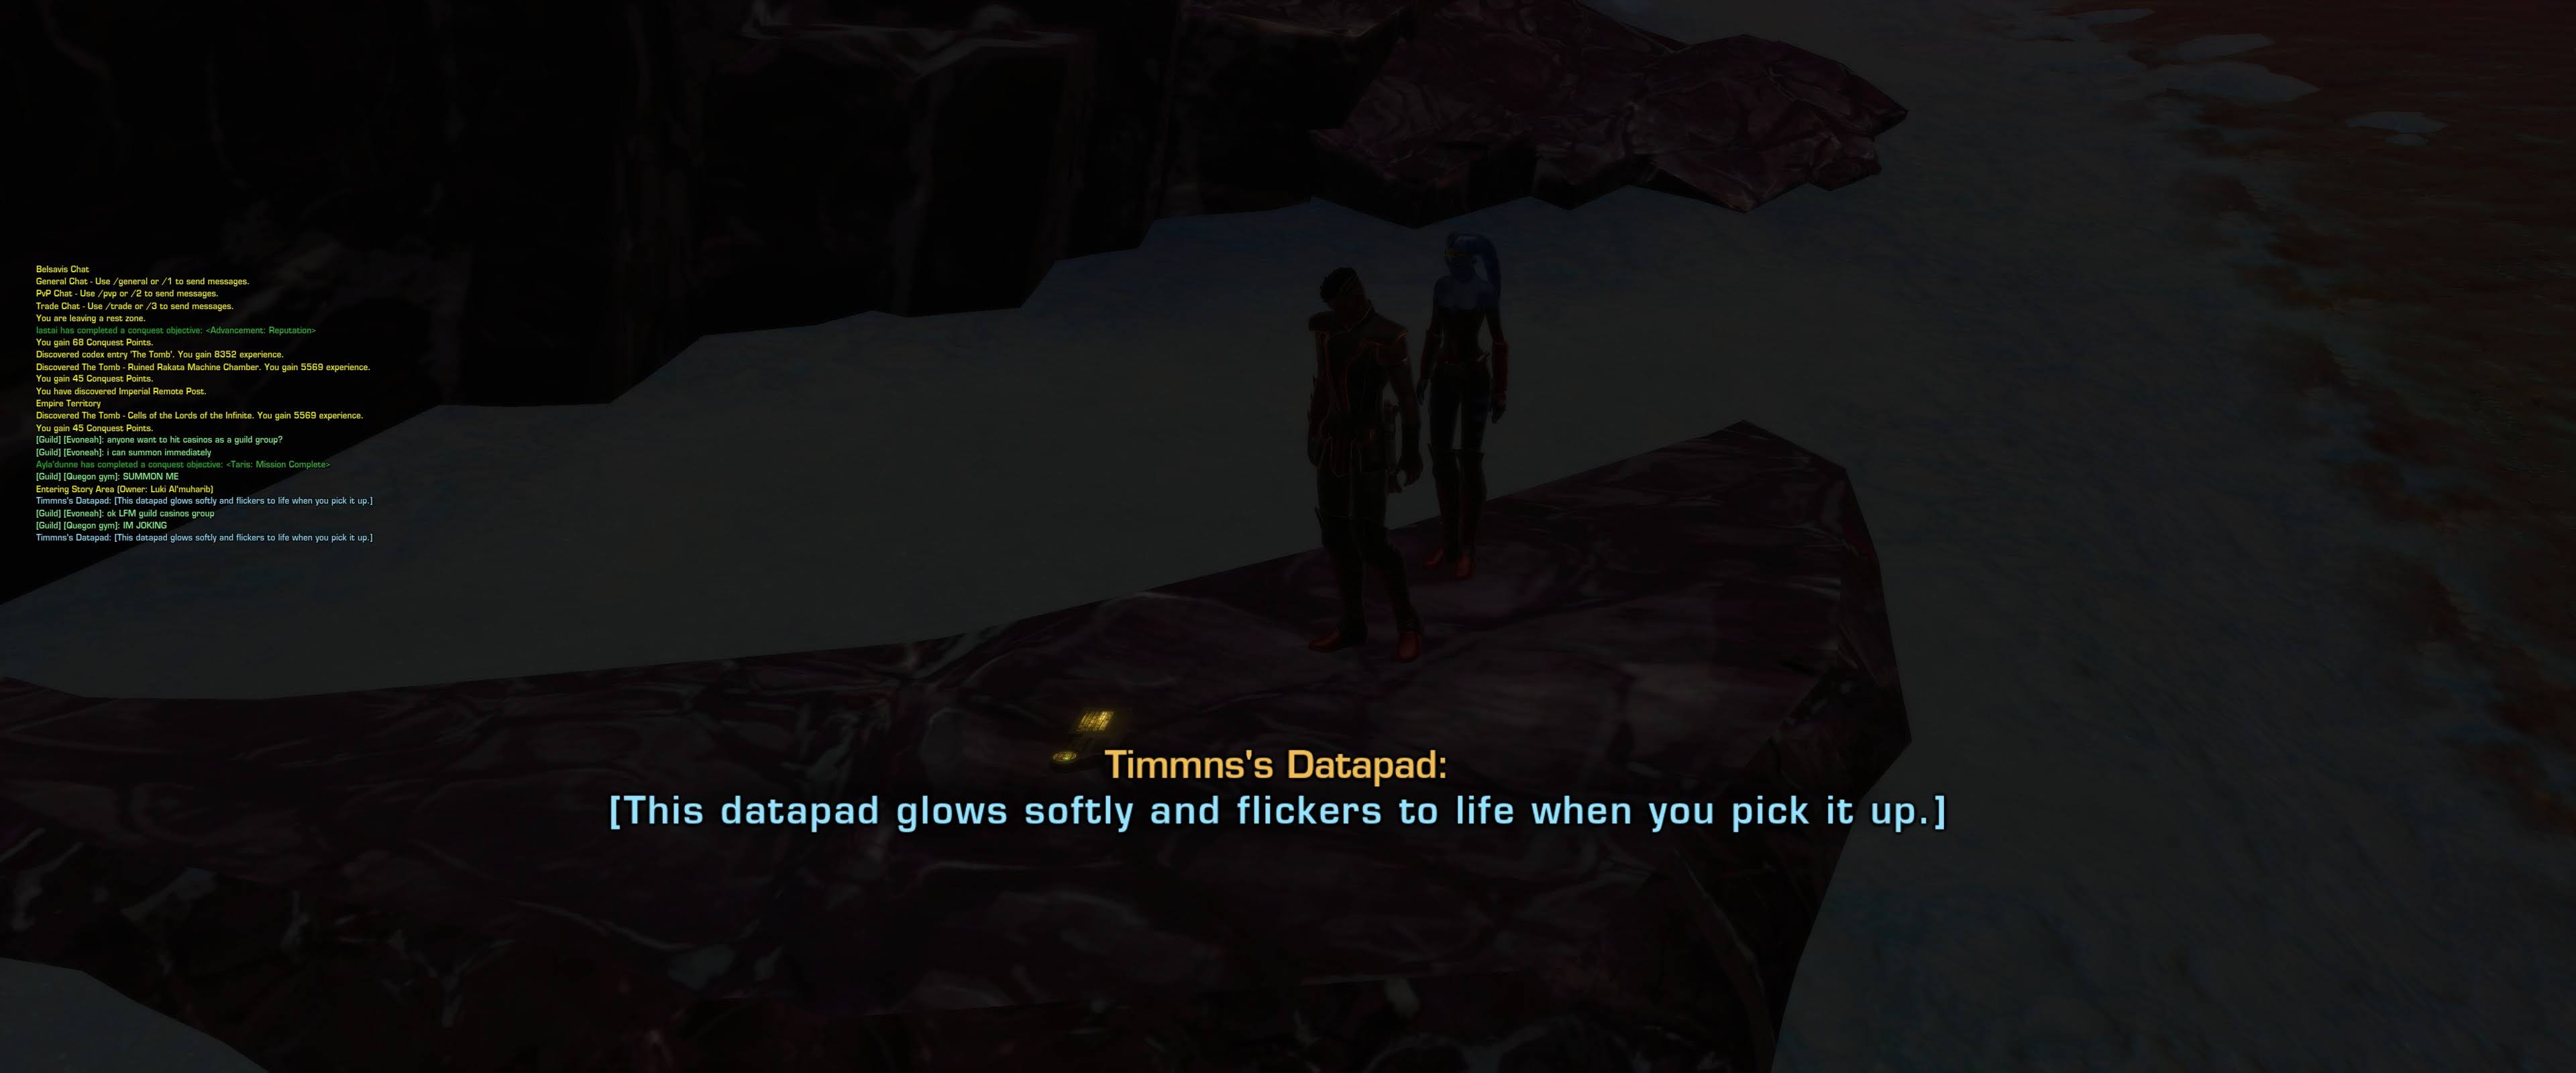 Belsavis Chat
General Chat - Use /general or /1 to send messages.
PvP Chat - Use /pvp or /2 to send messages.
Trade Chat - Use /trade or /3 to send messages.
You are leaving a rest zone.
Iastai has completed a conquest objective: <Advancement: Reputation>
You gain 68 Conquest Points.
Discovered codex entry 'The Tomb'. You gain 8352 experience.
Discovered The Tomb - Ruined Rakata Machine Chamber. You gain 5569 experience.
You gain 45 Conquest Points.
You have discovered Imperial Remote Post.
Empire Territory
Discovered The Tomb - Cells of the Lords of the Infinite. You gain 5569 experience.
You gain 45 Conquest Points.
[Guild] [Evoneah]: anyone want to hit casinos as a guild group?
[Guild] [Evoneah]: i can summon immediately
Ayla'dunne has completed a conquest objective: <Taris: Mission Complete>
[Guild] [Quegon gym]: SUMMON ME
Entering Story Area (Owner: Luki Al'muharib)
Timmns's Datapad: [This datapad glows softly and flickers to life when you pick it up.]
[Guild] [Evoneah]: ok LFM guild casinos group
[Guild] [Quegon gym]: IM JOKING
Timmns's Datapad: [This datapad glows softly and flickers to life when you pick it up.]
Timmns's Datapad:
[This datapad glows softly and flickers to life when you pick it up.]